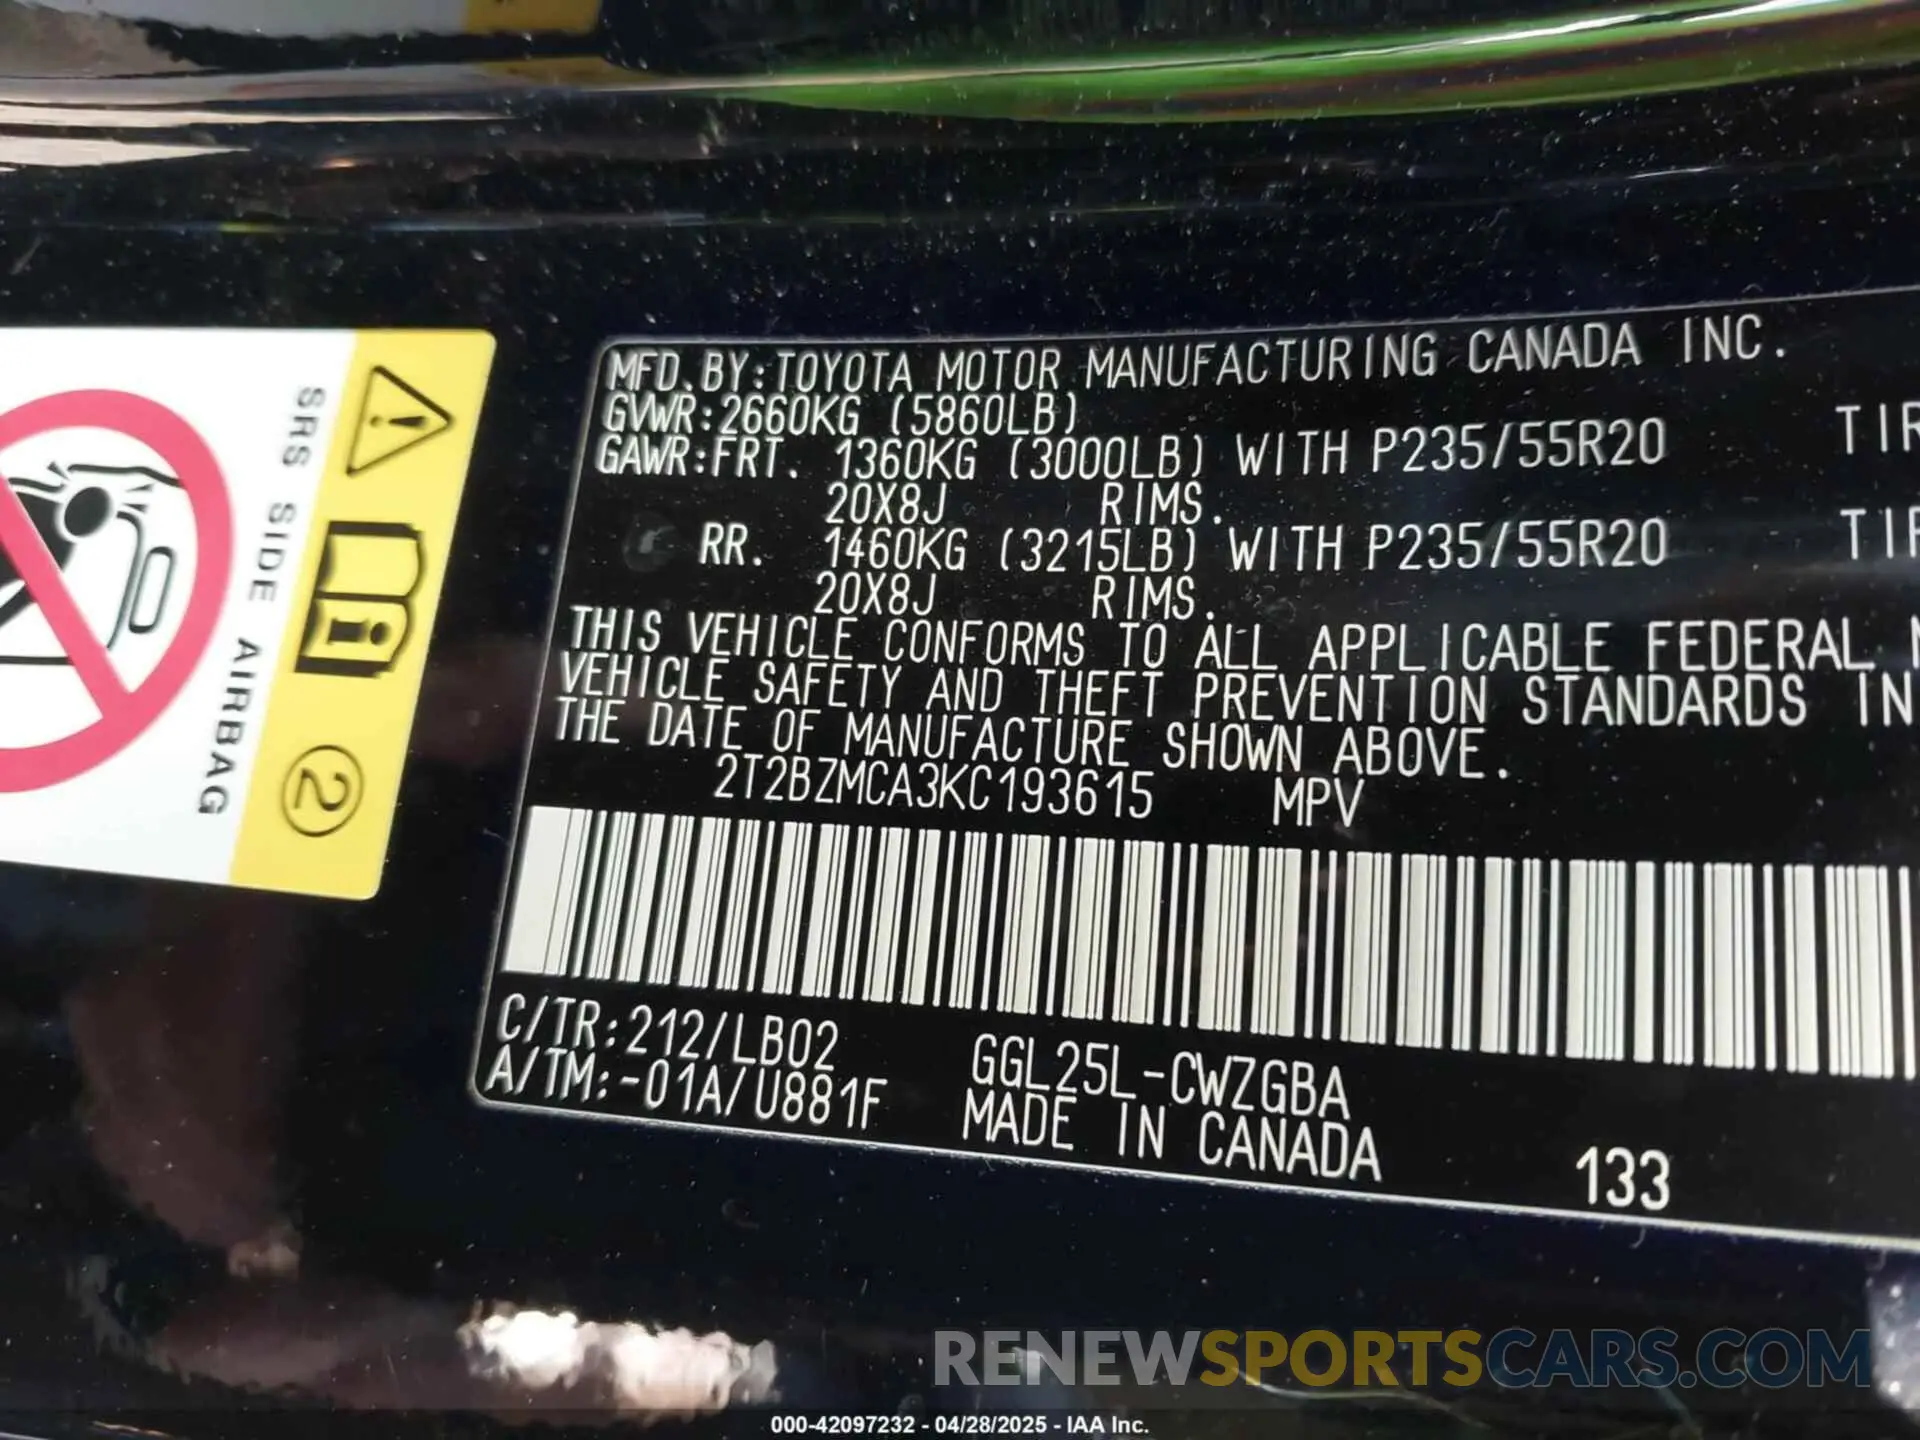 MFD.BY:TOYOTA MOTOR MANUFACTURING CANADA INC.
GVWR:2660KG (5860LB)
GAWR:FRT. 1360KG (3000LB) WITH P235/55R20
20X8J RIMS.
RR. 1460KG (3215LB) WITH P235/55R20
20X8J RIMS.
THIS VEHICLE CONFORMS TO ALL APPLICABLE FEDERAL
VEHICLE SAFETY AND THEFT PREVENTION STANDARDS IN
THE DATE OF MANUFACTURE SHOWN ABOVE.
2T2BZMCA3KC193615 MPV
C/TR:212/LB02 GGL25L-CWZGBA
A/TM:-01A/U881F MADE IN CANADA 133
SRS SIDE AIRBAG
2
RENEWSPORTSCARS.COM
000-42097232 - 04/28/2025 - IAA Inc.